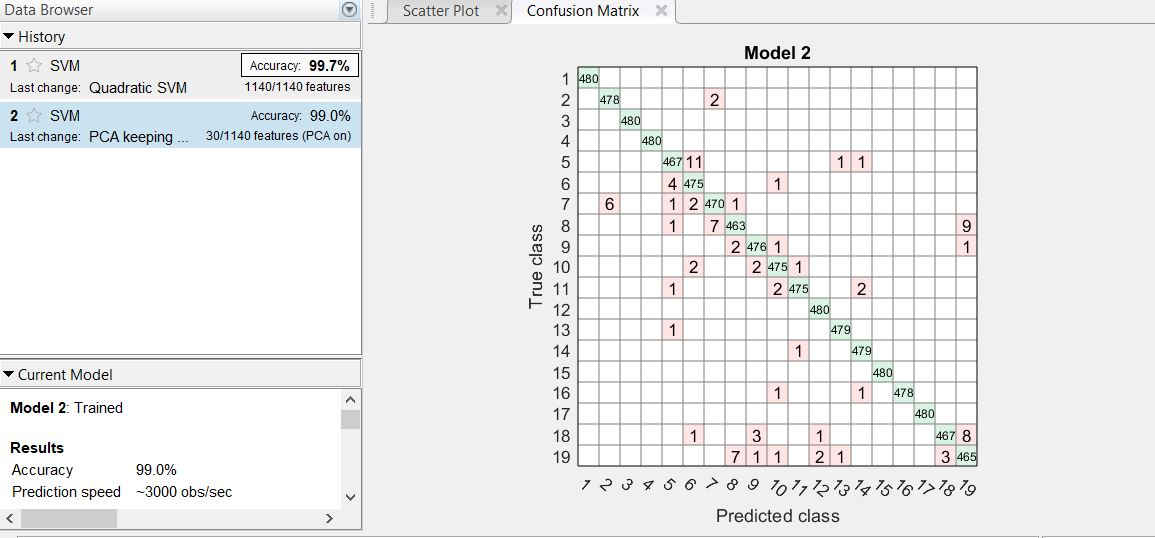 Data Browser
History
1 SVM Accuracy: 99.7%
Last change: Quadratic SVM 1140/1140 features
2 SVM Accuracy: 99.0%
Last change: PCA keeping ... 30/1140 features (PCA on)
Current Model
Model 2: Trained
Results
Accuracy 99.0%
Prediction speed ~3000 obs/sec
Scatter Plot Confusion Matrix
Model 2
1 480
2 478 2
3 480
4 480
5 467 11 1 1
6 4 475 1
7 6 1 2 470 1
8 1 7 463 9
9 2 476 1 1
10 2 2 475 1
11 1 2 475 2
12 480
13 1 479
14 1 479
15 480
16 1 1 478
17 480
18 1 3 1 467 8
19 7 1 1 2 1 3 465
True class
1 2 3 4 5 6 7 8 9 10 11 12 13 14 15 16 17 18 19
Predicted class